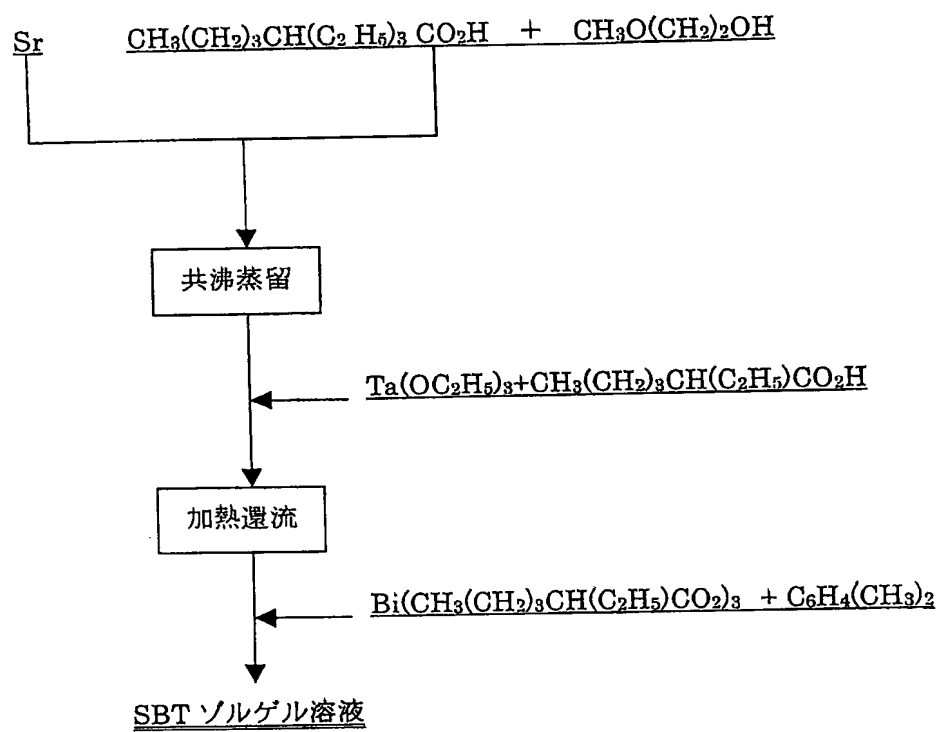 Sr CH₃(CH₂)₃CH(C₂ H₅)₃ CO₂H + CH₃O(CH₂)₂OH
共沸蒸留
Ta(OC₂H₅)₃+CH₃(CH₂)₃CH(C₂H₅)CO₂H
加熱還流
Bi(CH₃(CH₂)₃CH(C₂H₅)CO₂)₃ + C₆H₄(CH₃)₂
SBT ゾルゲル溶液